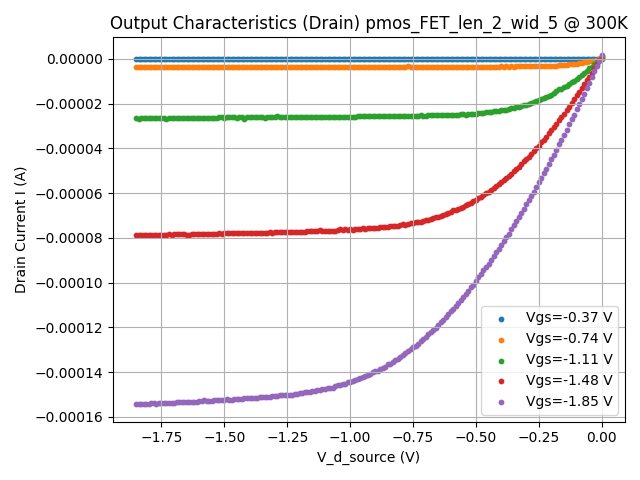 Output Characteristics (Drain) pmos_FET_len_2_wid_5 @ 300K
0.00000
−0.00002
−0.00004
−0.00006
−0.00008
−0.00010
−0.00012
−0.00014
−0.00016
Drain Current I (A)
Vgs=-0.37 V
Vgs=-0.74 V
Vgs=-1.11 V
Vgs=-1.48 V
Vgs=-1.85 V
−1.75
−1.50
−1.25
−1.00
−0.75
−0.50
−0.25
0.00
V_d_source (V)